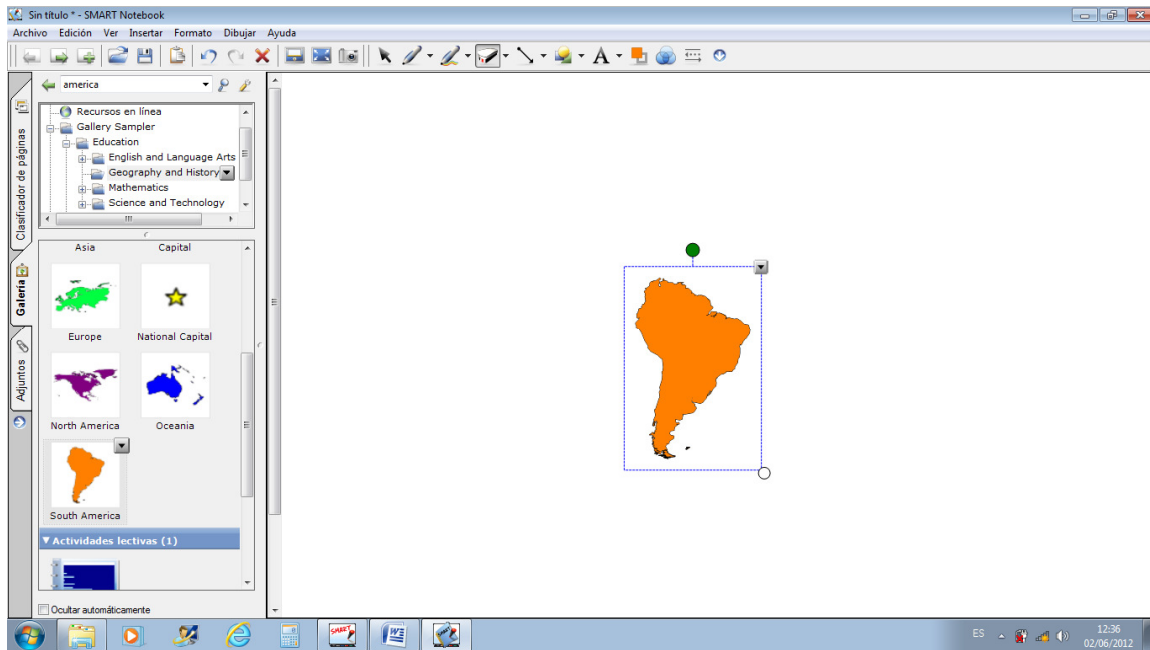 Sin título * - SMART Notebook
Archivo Edición Ver Insertar Formato Dibujar Ayuda
A
america
Recursos en línea
Gallery Sampler
Education
English and Language Arts
Geography and History
Mathematics
Science and Technology
Clasificador de páginas
Galería
Adjuntos
Asia Capital
Europe National Capital
North America Oceania
South America
Actividades lectivas (1)
Ocultar automáticamente
SMART
W
ES
12:36
02/06/2012